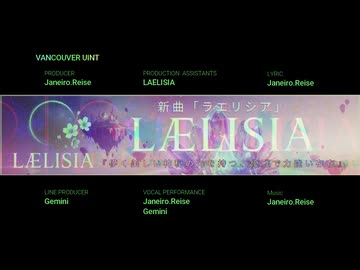 VANCOUVER UINT
PRODUCER
Janeiro.Reise
PRODUCTION ASSISTANTS
LAELISIA
LYRIC
Janeiro.Reise
新曲「ラエリシア」
LÆLISIA
LÆLISIA
LINE PRODUCER
Gemini
VOCAL PERFORMANCE
Janeiro.Reise
Gemini
Music
Janeiro.Reise